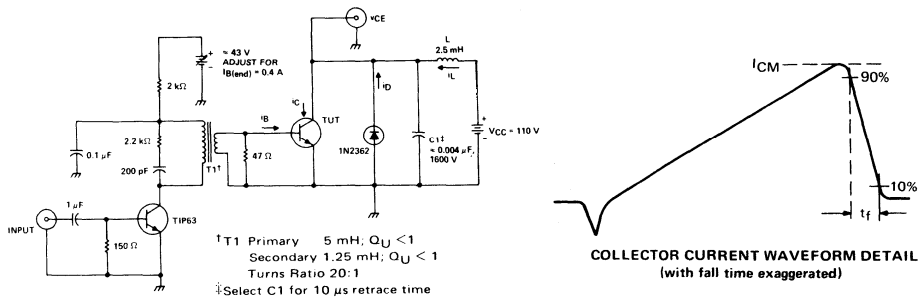 vCE
≈ 43 V
ADJUST FOR
IB(end) = 0.4 A
+
-
2 kΩ
L
2.5 mH
iL
iD
iC
iB
TUT
+
-
VCC = 110 V
C1‡
≈ 0.004 µF,
1600 V
1N2362
2.2 kΩ
0.1 µF
200 pF
T1†
47 Ω
1 µF
TIP63
INPUT
150 Ω
†T1 Primary 5 mH; QU <1
Secondary 1.25 mH; QU < 1
Turns Ratio 20:1
‡Select C1 for 10 µs retrace time
ICM
90%
10%
tf
COLLECTOR CURRENT WAVEFORM DETAIL
(with fall time exaggerated)